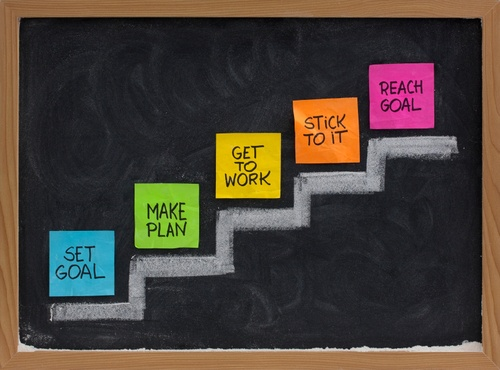 SET
GOAL
MAKE
PLAN
GET
TO
WORK
STICK
TO IT
REACH
GOAL